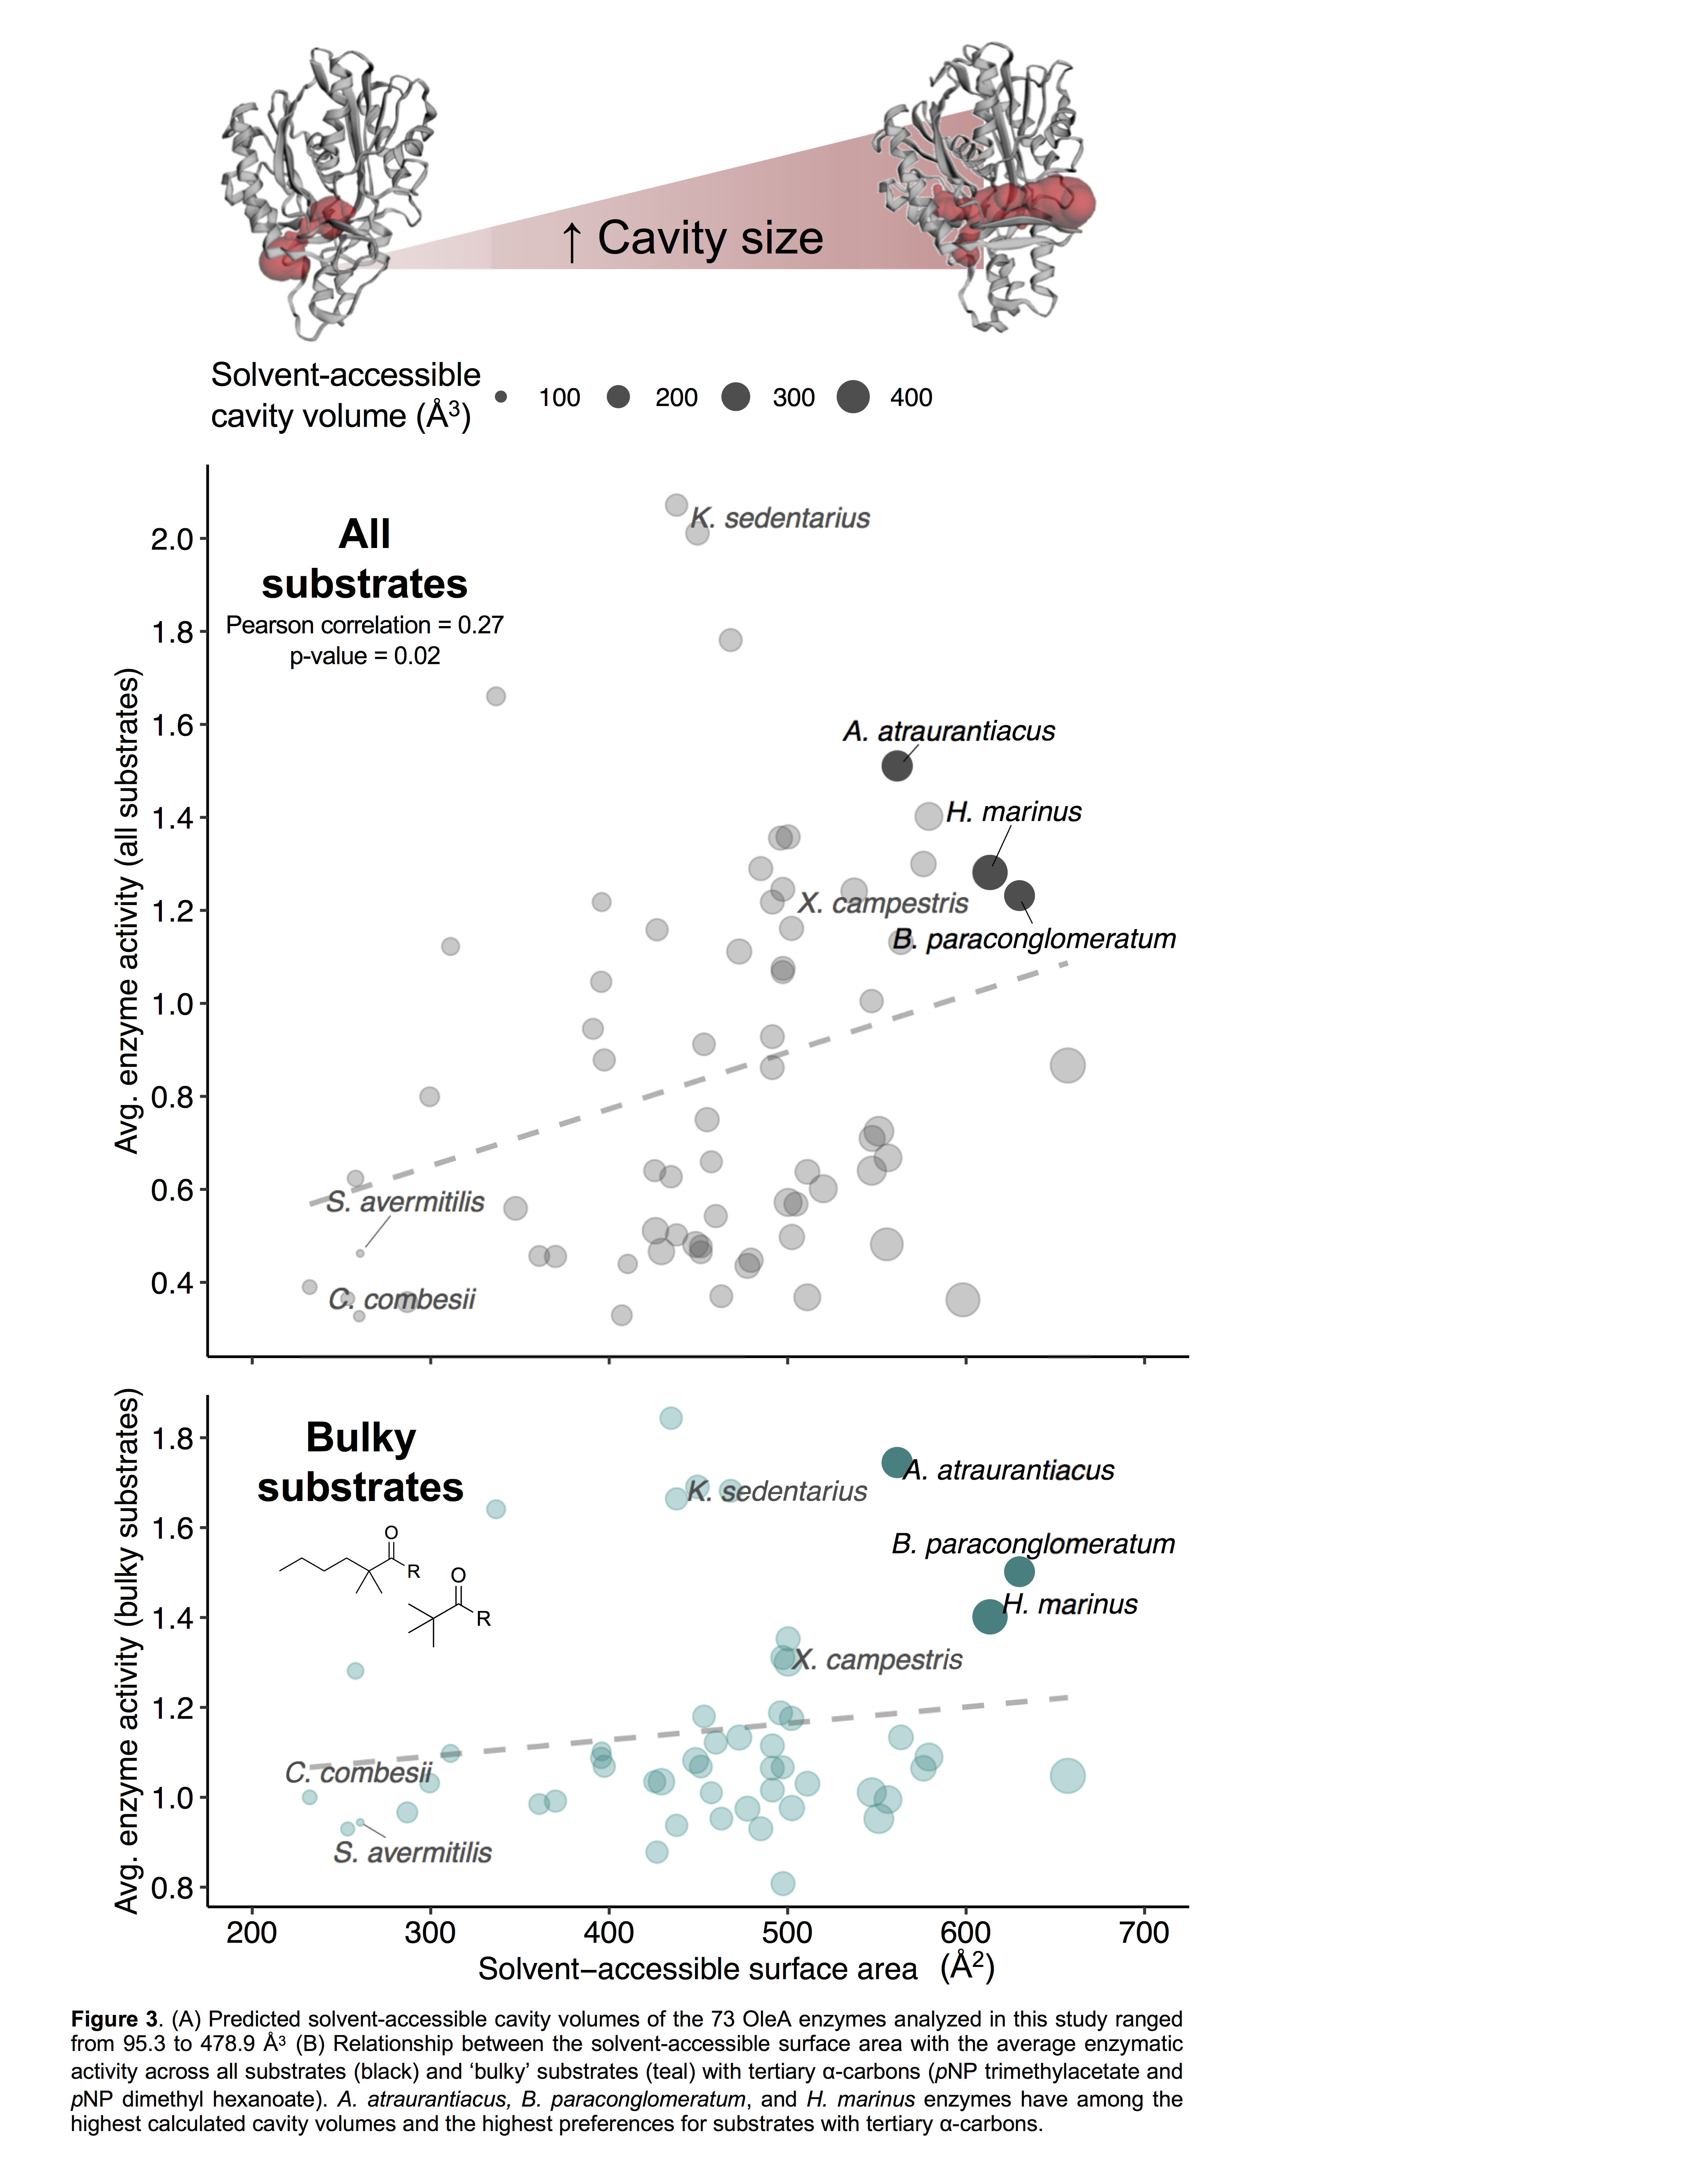 ↑ Cavity size
Solvent-accessible
cavity volume (Å³)
100 200 300 400
All
substrates
Pearson correlation = 0.27
p-value = 0.02
Avg. enzyme activity (all substrates)
2.0
1.8
1.6
1.4
1.2
1.0
0.8
0.6
0.4
K. sedentarius
A. atraurantiacus
H. marinus
X. campestris
B. paraconglomeratum
S. avermitilis
C. combesii
Bulky
substrates
Avg. enzyme activity (bulky substrates)
1.8
1.6
1.4
1.2
1.0
0.8
A. atraurantiacus
K. sedentarius
B. paraconglomeratum
H. marinus
X. campestris
C. combesii
S. avermitilis
O
R
O
R
200 300 400 500 600 700
Solvent–accessible surface area (Å²)
Figure 3. (A) Predicted solvent-accessible cavity volumes of the 73 OleA enzymes analyzed in this study ranged
from 95.3 to 478.9 Å³ (B) Relationship between the solvent-accessible surface area with the average enzymatic
activity across all substrates (black) and ‘bulky’ substrates (teal) with tertiary α-carbons (pNP trimethylacetate and
pNP dimethyl hexanoate). A. atraurantiacus, B. paraconglomeratum, and H. marinus enzymes have among the
highest calculated cavity volumes and the highest preferences for substrates with tertiary α-carbons.